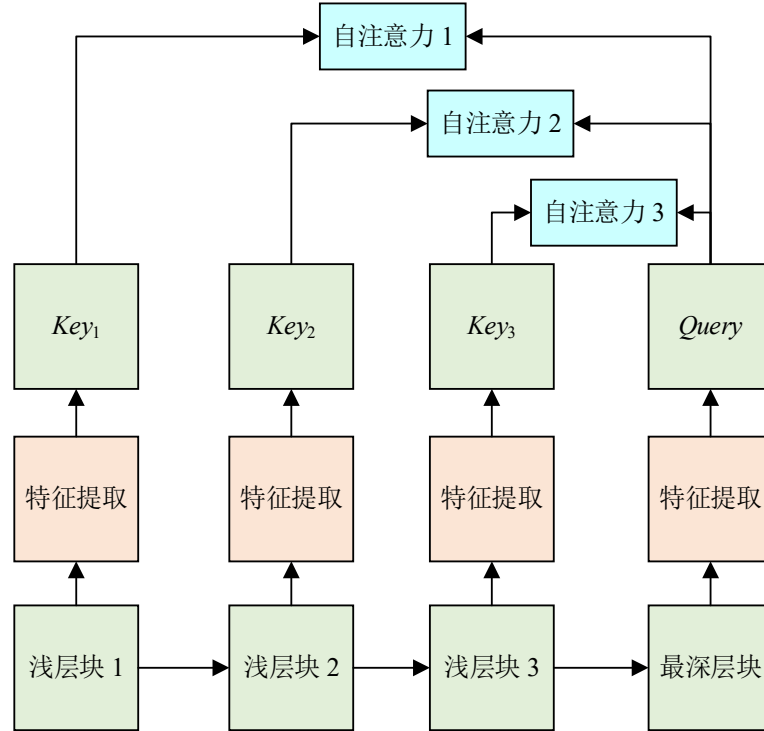 自注意力 1
自注意力 2
自注意力 3
Key₁
Key₂
Key₃
Query
特征提取
特征提取
特征提取
特征提取
浅层块 1
浅层块 2
浅层块 3
最深层块